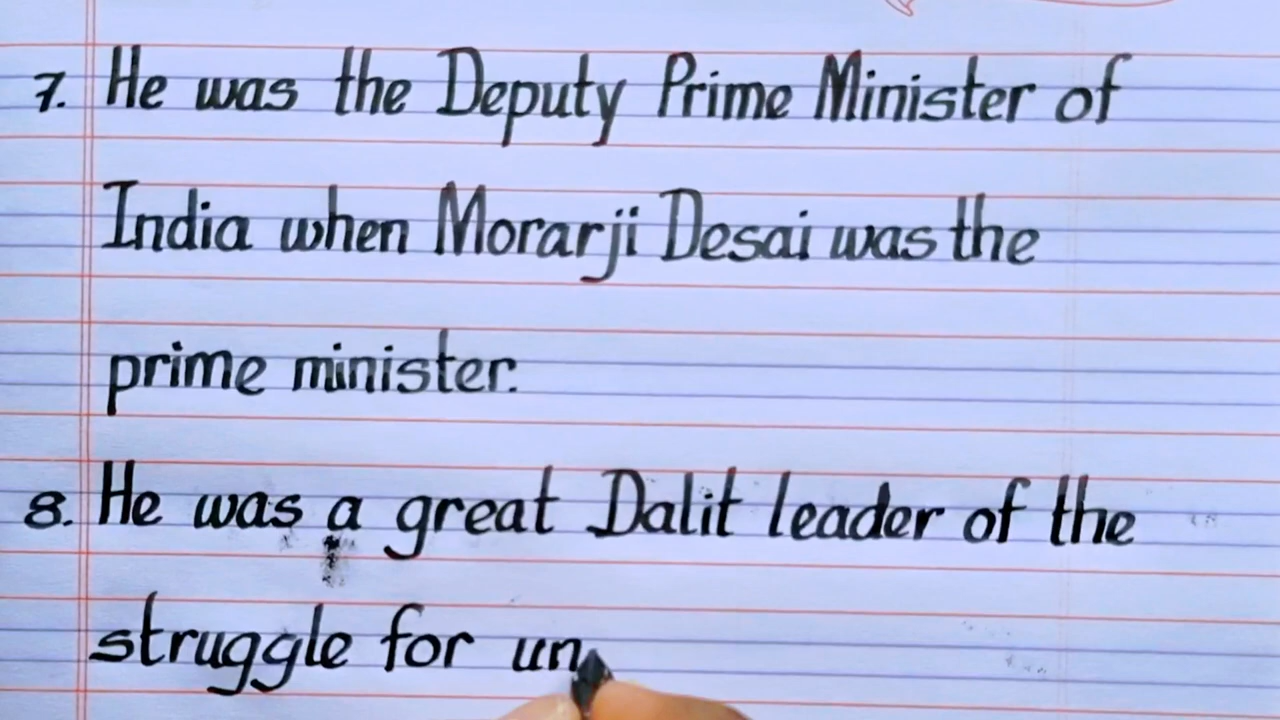 7. He was the Deputy Prime Minister of
India when Morarji Desai was the
prime minister.
8. He was a great Dalit leader of the
struggle for un